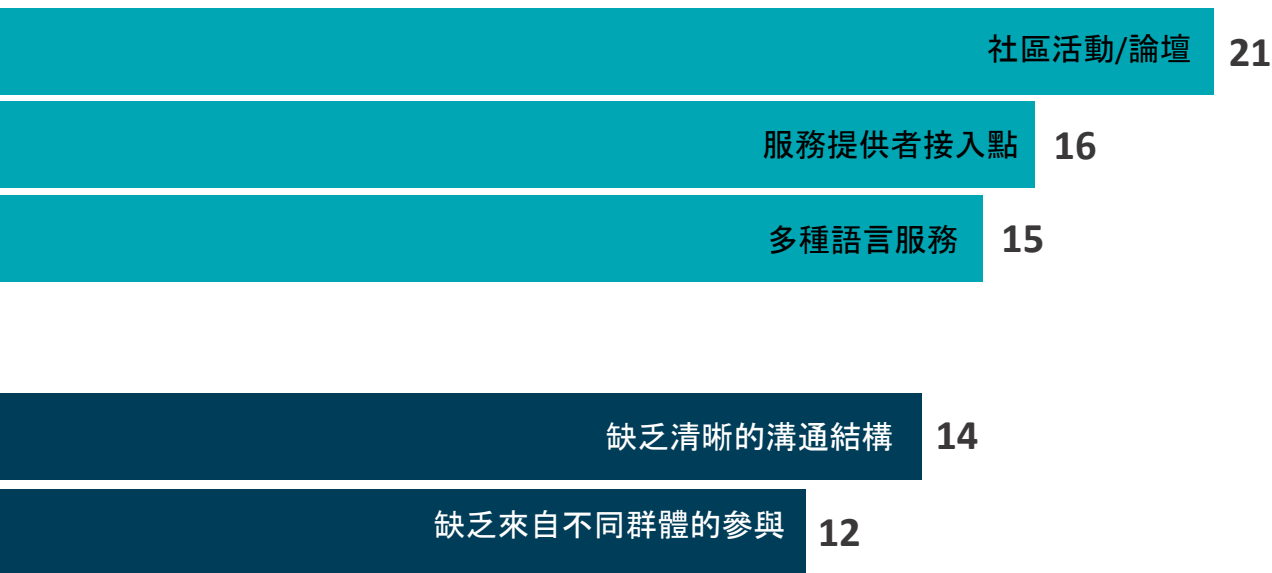 社區活動/論壇 21
服務提供者接入點 16
多種語言服務 15
缺乏清晰的溝通結構 14
缺乏來自不同群體的參與 12